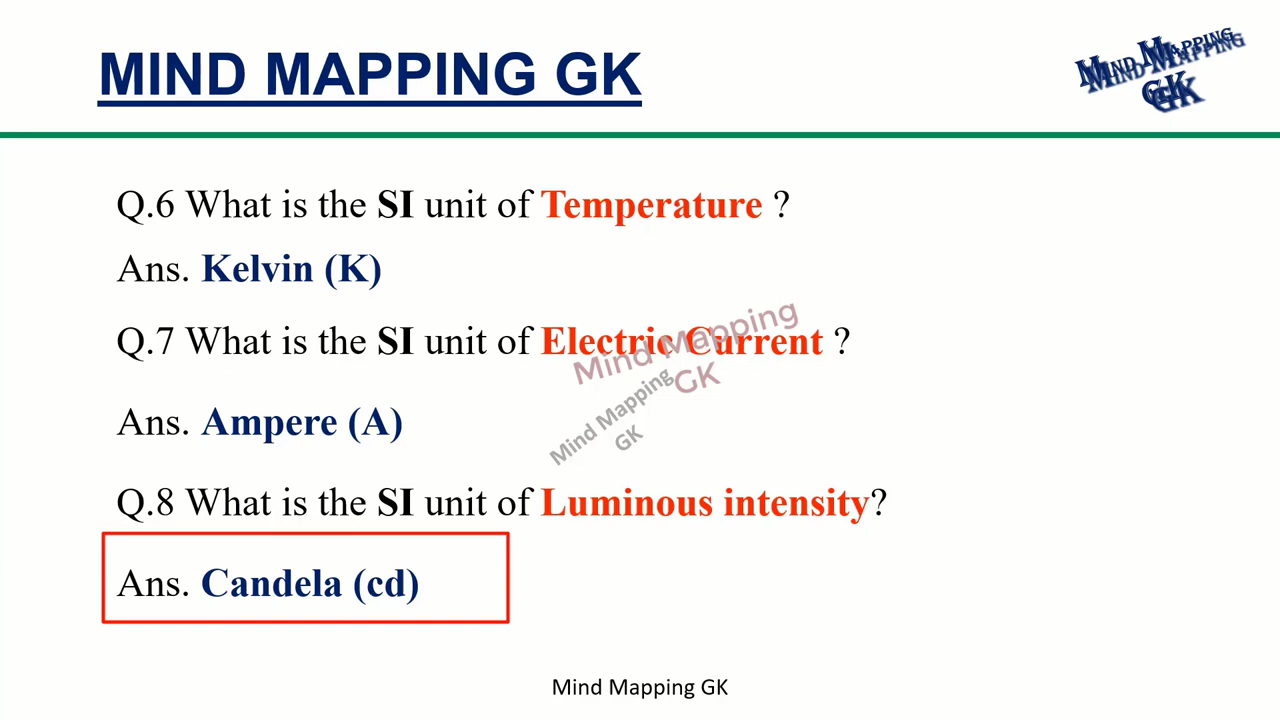 MIND MAPPING GK
MIND MAPPING
GK
Q.6 What is the SI unit of Temperature ?
Ans. Kelvin (K)
Q.7 What is the SI unit of Electric Current ?
Mind Mapping
GK
Mind Mapping
GK
Ans. Ampere (A)
Q.8 What is the SI unit of Luminous intensity?
Ans. Candela (cd)
Mind Mapping GK